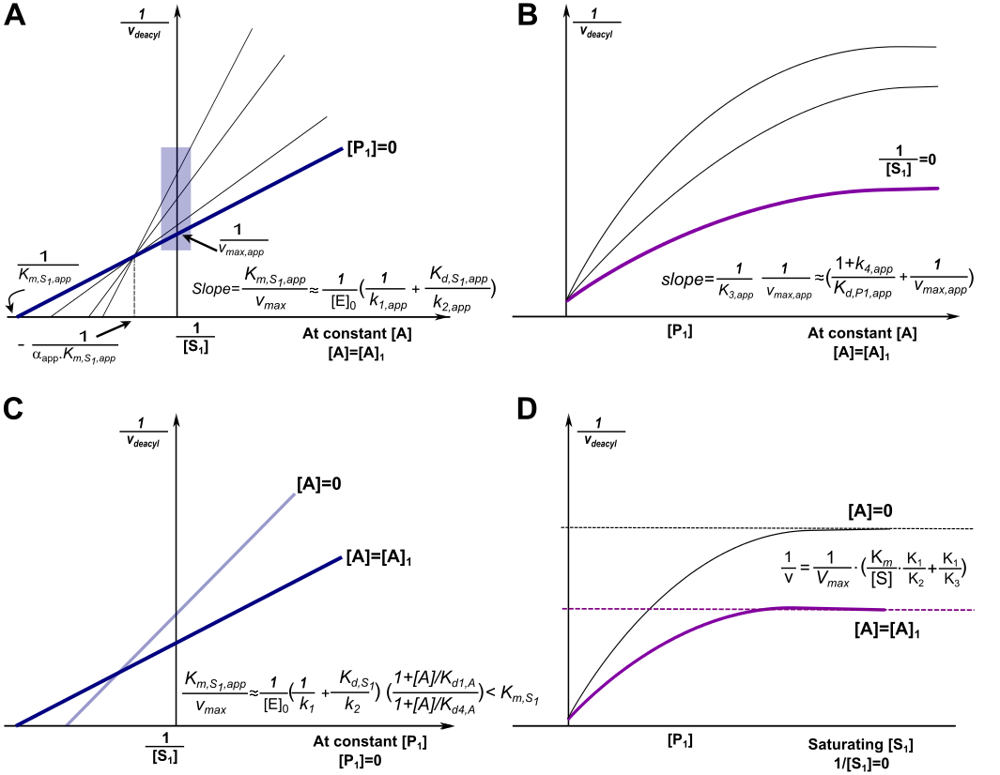 A
1/v_deacyl
[P₁]=0
1/v_max,app
1/K_m,S₁,app
Slope= K_m,S₁,app/v_max ≈ 1/[E]₀ (1/k_1,app + K_d,S₁,app/k_2,app)
- 1/α_app.K_m,S₁,app
1/[S₁]
At constant [A]
[A]=[A]₁
B
1/v_deacyl
1/[S₁] =0
slope= 1/K_3,app 1/v_max,app ≈ (1+k_4,app/K_d,P1,app + 1/v_max,app)
[P₁]
At constant [A]
[A]=[A]₁
C
1/v_deacyl
[A]=0
[A]=[A]₁
K_m,S₁,app/v_max ≈ 1/[E]₀ (1/k₁ + K_d,S₁/k₂) (1+[A]/K_d1,A / 1+[A]/K_d4,A) < K_m,S₁
1/[S₁]
At constant [P₁]
[P₁]=0
D
1/v_deacyl
[A]=0
1/v = 1/V_max · (K_m/[S] · K₁/K₂ + K₁/K₃)
[A]=[A]₁
[P₁]
Saturating [S₁]
1/[S₁]=0